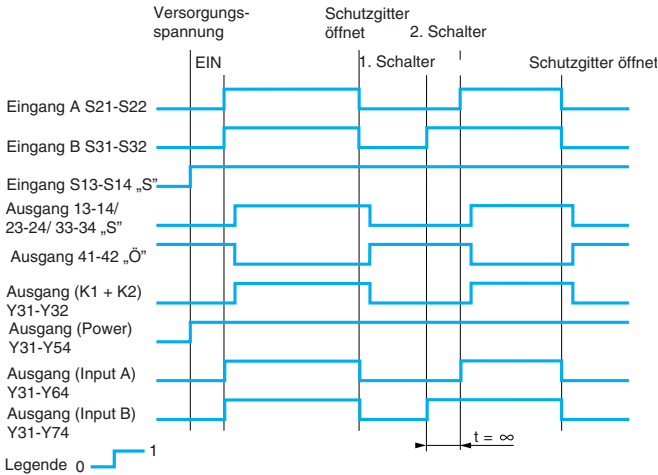 Versorgungs-
spannung
Schutzgitter
öffnet
2. Schalter
EIN
1. Schalter
Schutzgitter öffnet
Eingang A S21-S22
Eingang B S31-S32
Eingang S13-S14 „S”
Ausgang 13-14/
23-24/ 33-34 „S”
Ausgang 41-42 „Ö”
Ausgang (K1 + K2)
Y31-Y32
Ausgang (Power)
Y31-Y54
Ausgang (Input A)
Y31-Y64
Ausgang (Input B)
Y31-Y74
t = ∞
Legende 0 1